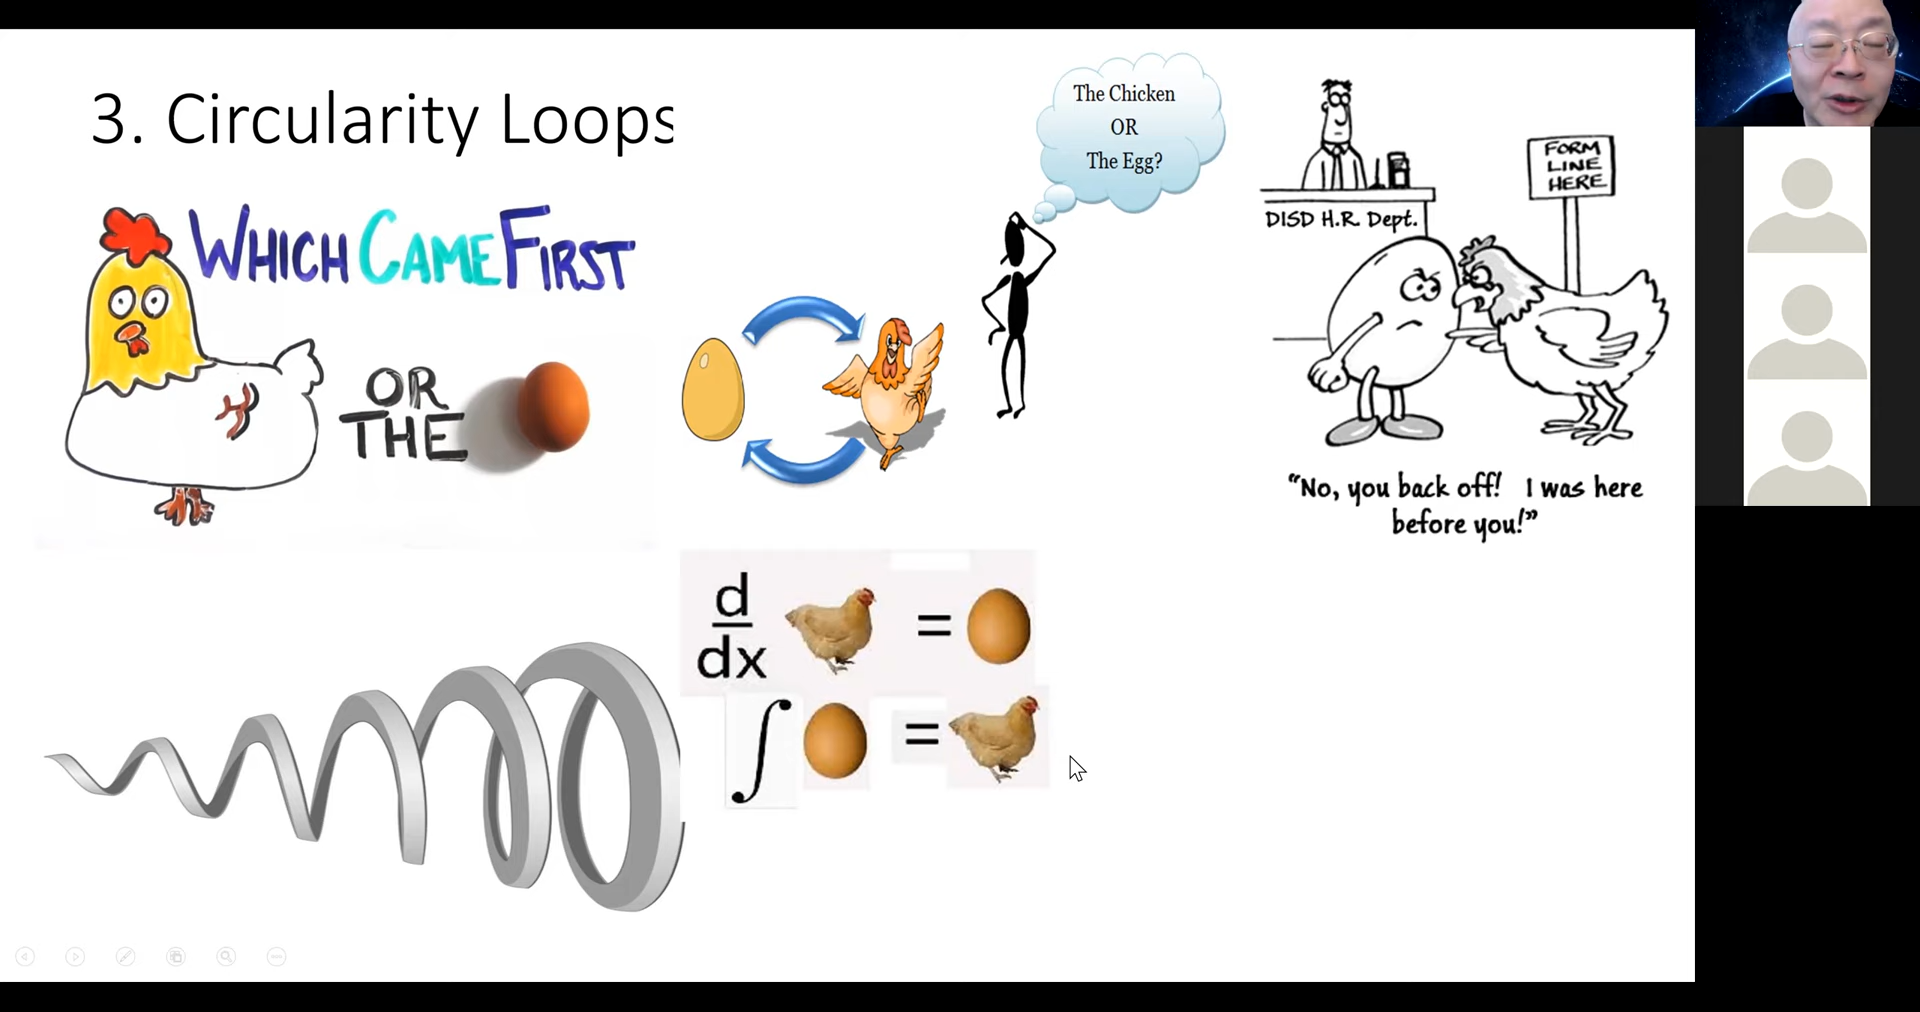 3. Circularity Loops
WHICH CAME FIRST
OR
THE
The Chicken
OR
The Egg?
FORM
LINE
HERE
DISD H.R. Dept.
“No, you back off! I was here
before you!”
d
dx
=
∫
=